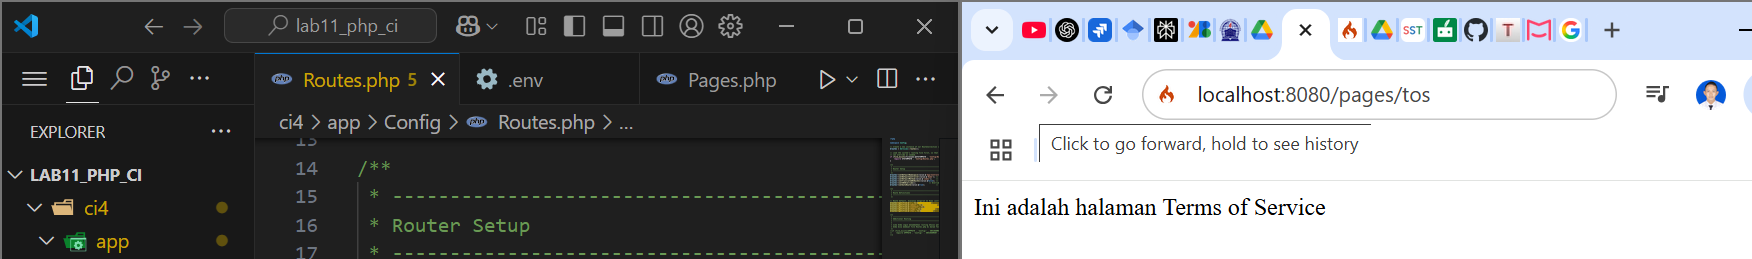 lab11_php_ci
Routes.php 5
.env
Pages.php
EXPLORER
ci4 > app > Config > Routes.php > ...
LAB11_PHP_CI
ci4
app
13
14 /**
15 * --------------------------------------------
16 * Router Setup
17 * --------------------------------------------
SST
T
localhost:8080/pages/tos
Click to go forward, hold to see history
Ini adalah halaman Terms of Service